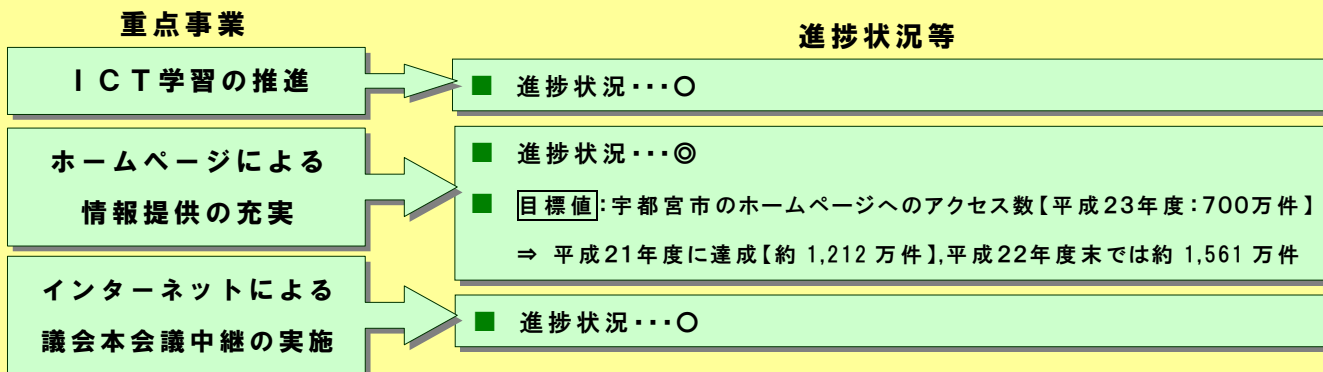 重点事業
進捗状況等
ICT学習の推進
■ 進捗状況・・・〇
ホームページによる
情報提供の充実
■ 進捗状況・・・◎
■ 目標値:宇都宮市のホームページへのアクセス数【平成23年度:700万件】
⇒ 平成21年度に達成【約 1,212 万件】,平成22年度末では約 1,561 万件
インターネットによる
議会本会議中継の実施
■ 進捗状況・・・〇